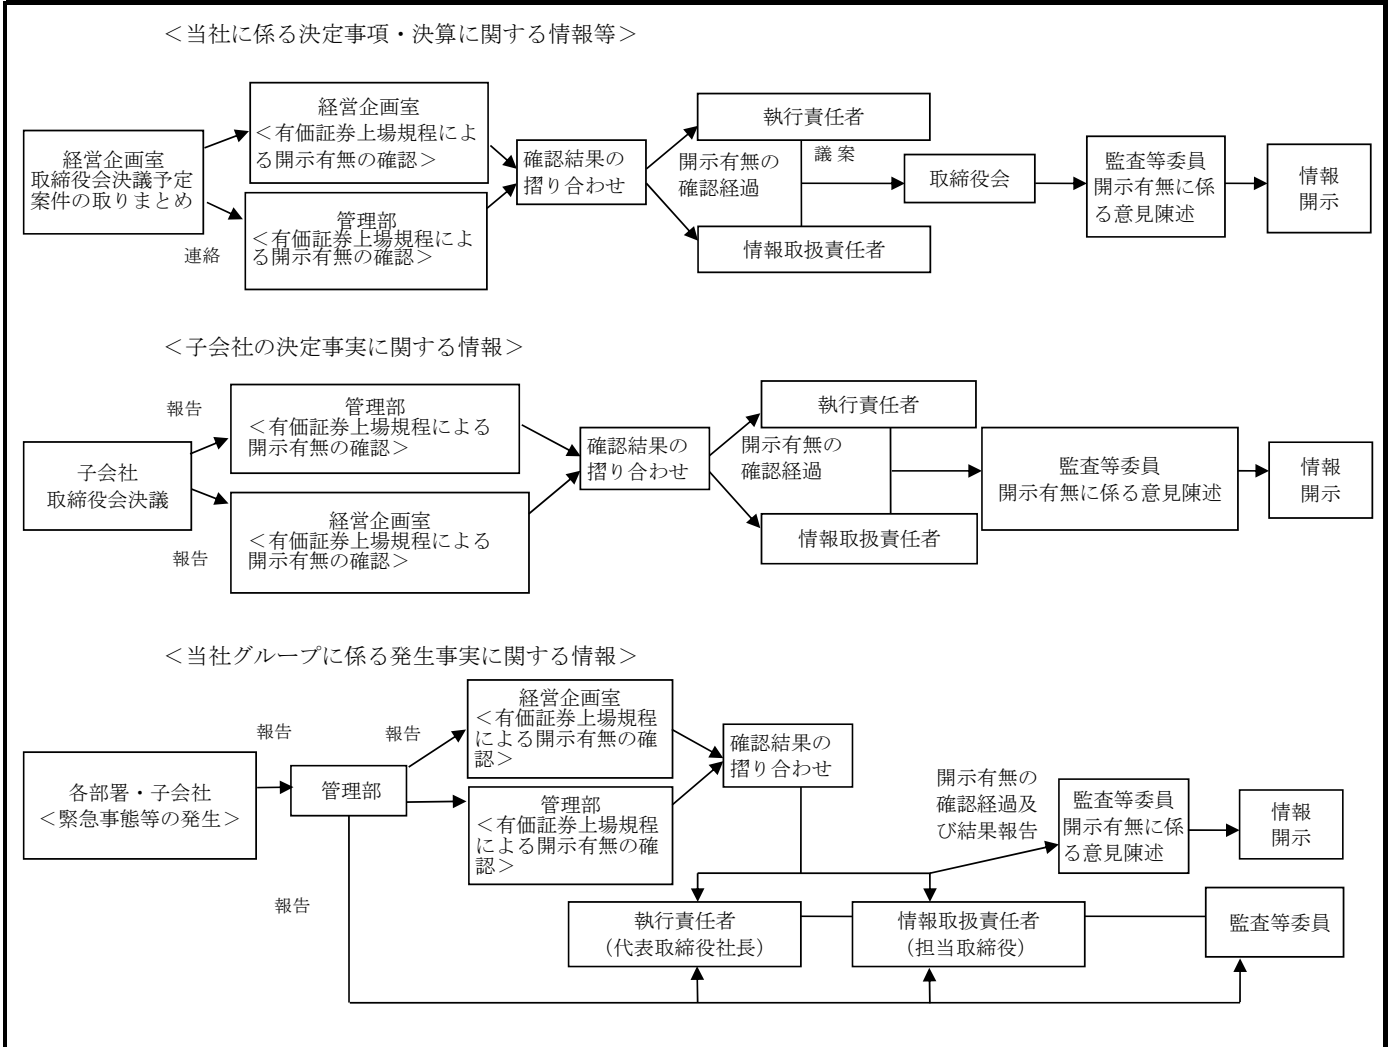 ＜当社に係る決定事項・決算に関する情報等＞
経営企画室
取締役会決議予定
案件の取りまとめ
連絡
経営企画室
＜有価証券上場規程によ
る開示有無の確認＞
管理部
＜有価証券上場規程によ
る開示有無の確認＞
確認結果の
摺り合わせ
執行責任者
開示有無の
確認経過
議 案
情報取扱責任者
取締役会
監査等委員
開示有無に係
る意見陳述
情報
開示
＜子会社の決定事実に関する情報＞
報告
子会社
取締役会決議
報告
管理部
＜有価証券上場規程による
開示有無の確認＞
経営企画室
＜有価証券上場規程による
開示有無の確認＞
確認結果の
摺り合わせ
執行責任者
開示有無の
確認経過
情報取扱責任者
監査等委員
開示有無に係る意見陳述
情報
開示
＜当社グループに係る発生事実に関する情報＞
各部署・子会社
＜緊急事態等の発生＞
報告
管理部
報告
報告
経営企画室
＜有価証券上場規程
による開示有無の確
認＞
管理部
＜有価証券上場規程
による開示有無の確
認＞
確認結果の
摺り合わせ
開示有無の
確認経過及
び結果報告
監査等委員
開示有無に係
る意見陳述
情報
開示
執行責任者
（代表取締役社長）
情報取扱責任者
（担当取締役）
監査等委員